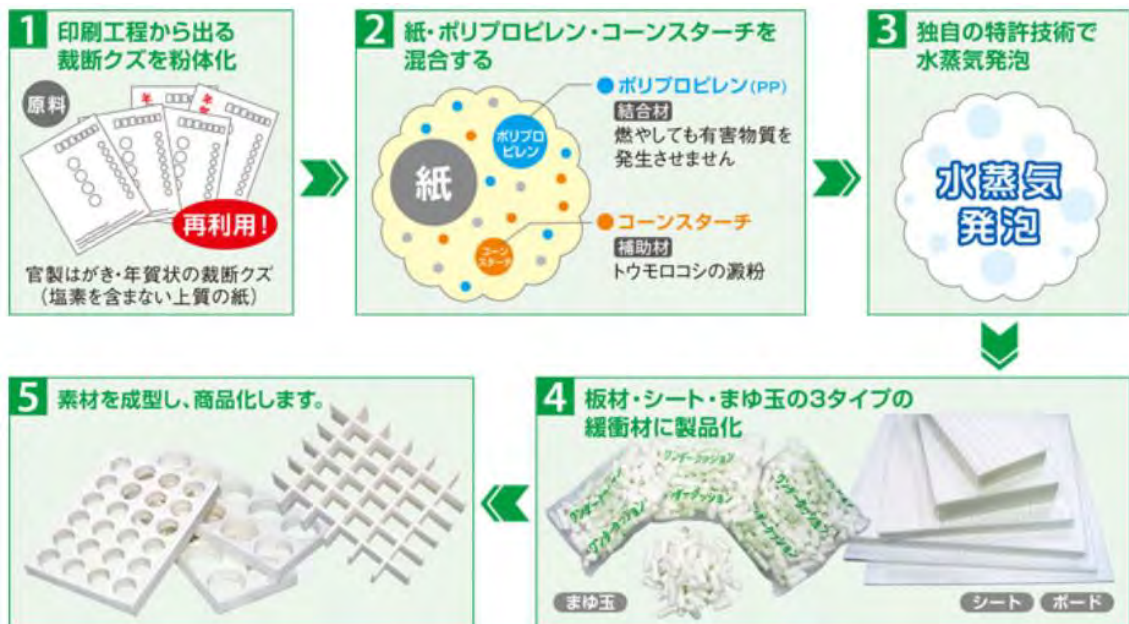 1 印刷工程から出る
裁断クズを粉体化
原料
再利用!
官製はがき・年賀状の裁断クズ
(塩素を含まない上質の紙)
2 紙・ポリプロピレン・コーンスターチを
混合する
紙
ポリプロ
ピレン
コーン
スターチ
●ポリプロピレン(PP)
結合材
燃やしても有害物質を
発生させません
●コーンスターチ
補助材
トウモロコシの澱粉
3 独自の特許技術で
水蒸気発泡
水蒸気
発泡
4 板材・シート・まゆ玉の3タイプの
緩衝材に製品化
ワンダークッション
まゆ玉
シート
ボード
5 素材を成型し、商品化します。